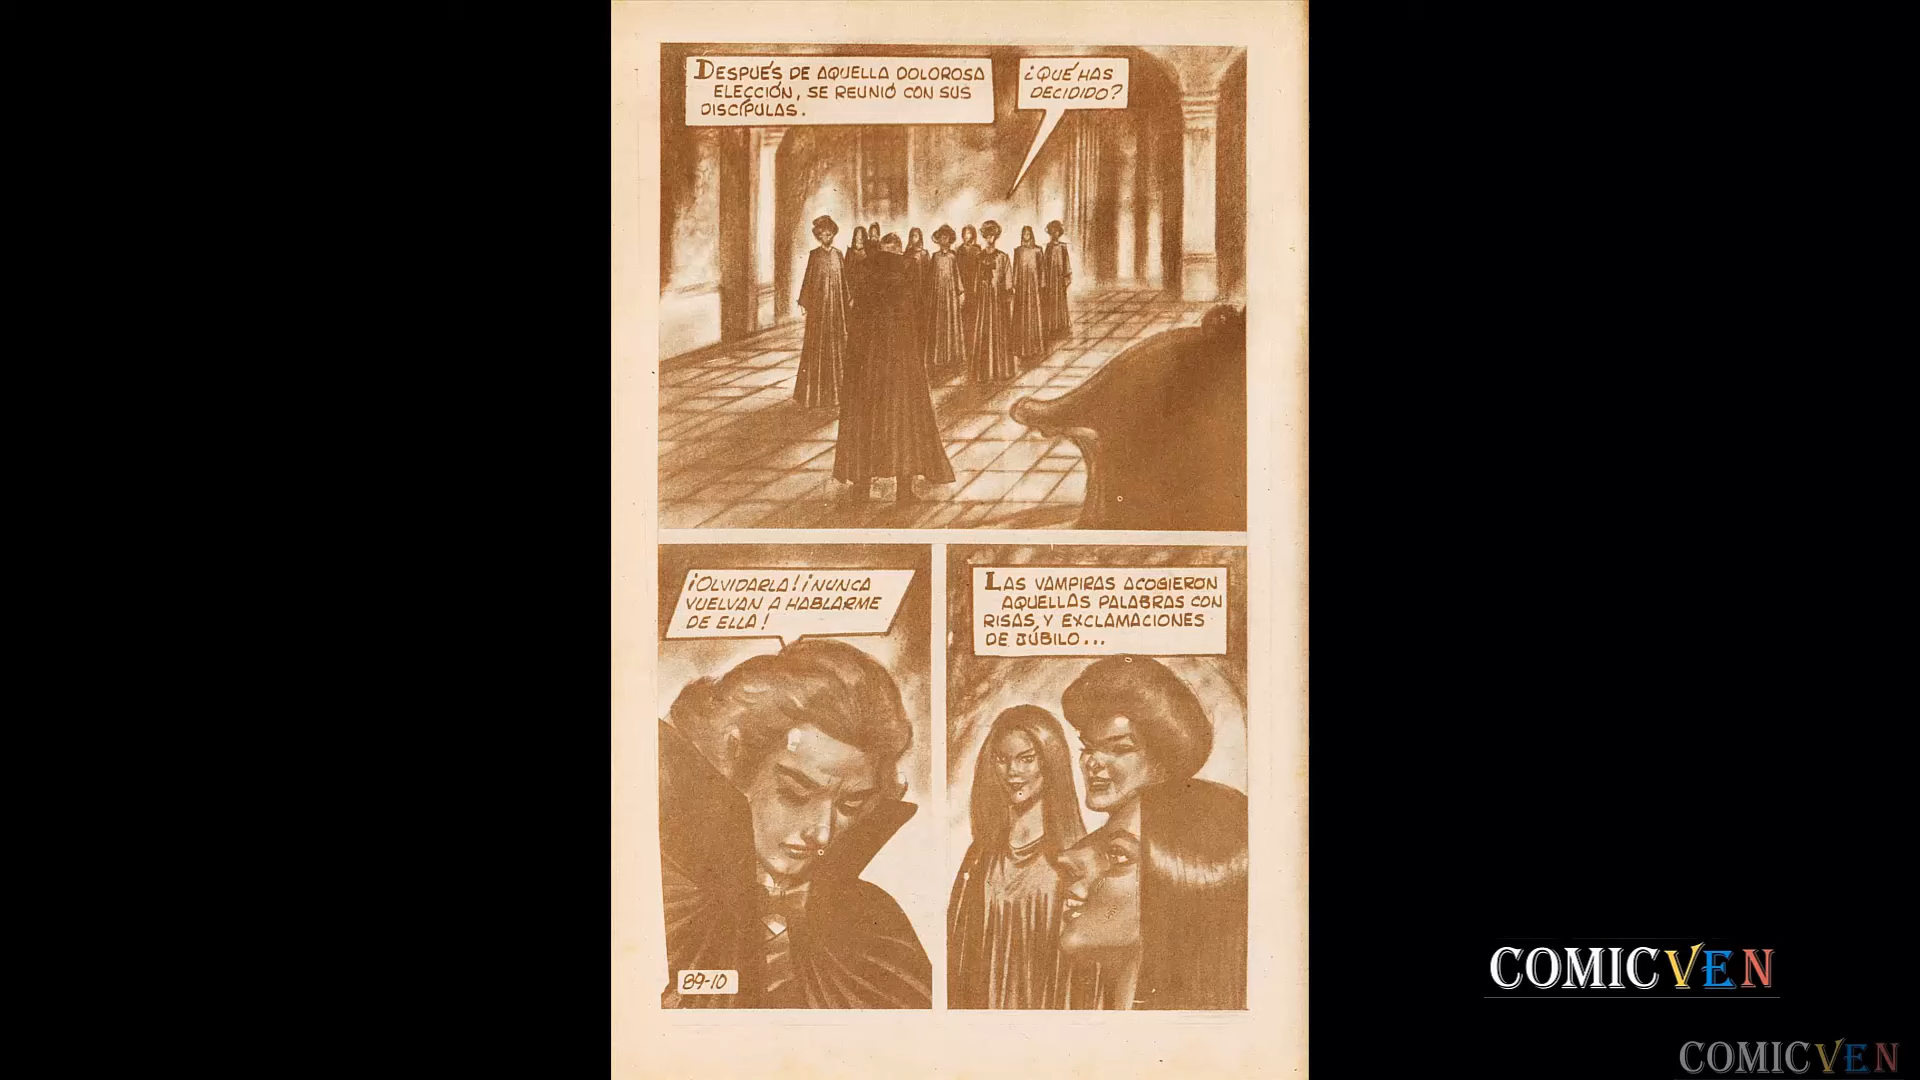 DESPUÉS DE AQUELLA DOLOROSA
ELECCIÓN, SE REUNIÓ CON SUS
DISCÍPULAS.
¿QUÉ HAS
DECIDIDO?
¡OLVIDARLA! ¡NUNCA
VUELVAN A HABLARME
DE ELLA!
LAS VAMPIRAS ACOGIERON
AQUELLAS PALABRAS CON
RISAS Y EXCLAMACIONES
DE JÚBILO...
89-10
COMICVEN
COMICVEN